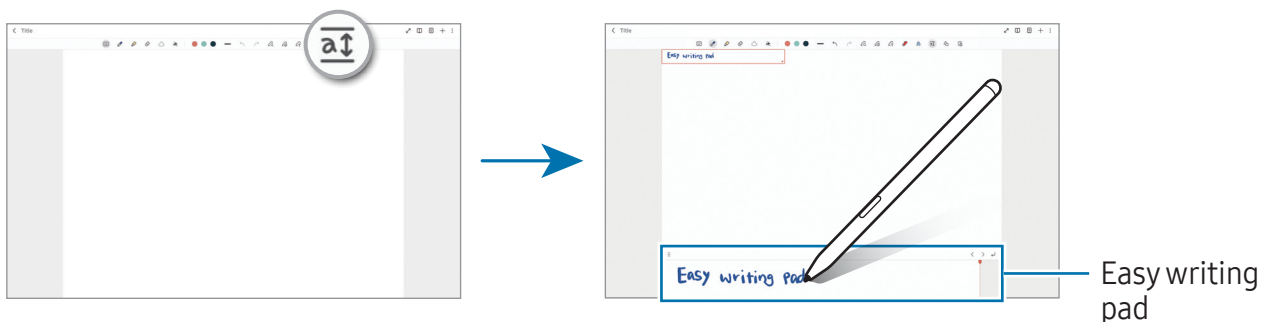 Title
a
Title
Easy writing pad
Easy writing pad
Easy writing
pad